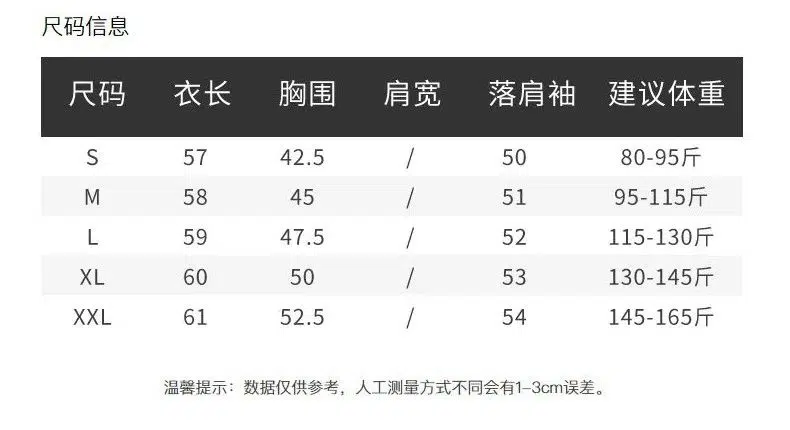 尺码信息
尺码 衣长 胸围 肩宽 落肩袖 建议体重
S 57 42.5 / 50 80-95斤
M 58 45 / 51 95-115斤
L 59 47.5 / 52 115-130斤
XL 60 50 / 53 130-145斤
XXL 61 52.5 / 54 145-165斤
温馨提示：数据仅供参考，人工测量方式不同会有1-3cm误差。